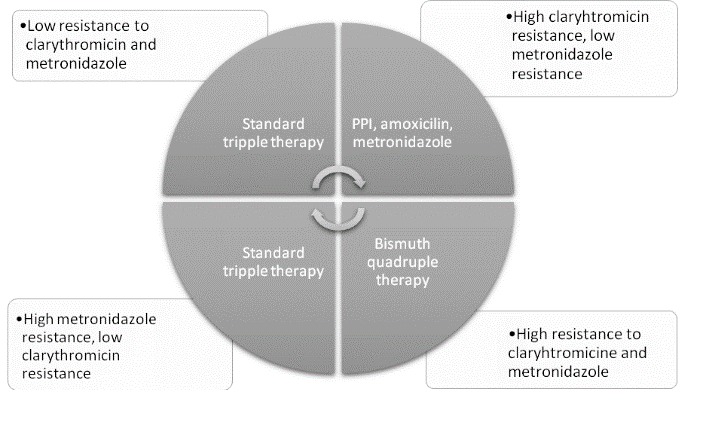 •Low resistance to
clarythromicin and
metronidazole
•High claryhtromicin
resistance, low
metronidazole
resistance
Standard
tripple therapy
PPI, amoxicilin,
metronidazole
Standard
tripple therapy
Bismuth
quadruple
therapy
•High metronidazole
resistance, low
clarythromicin
resistance
•High resistance to
claryhtromicine and
metronidazole